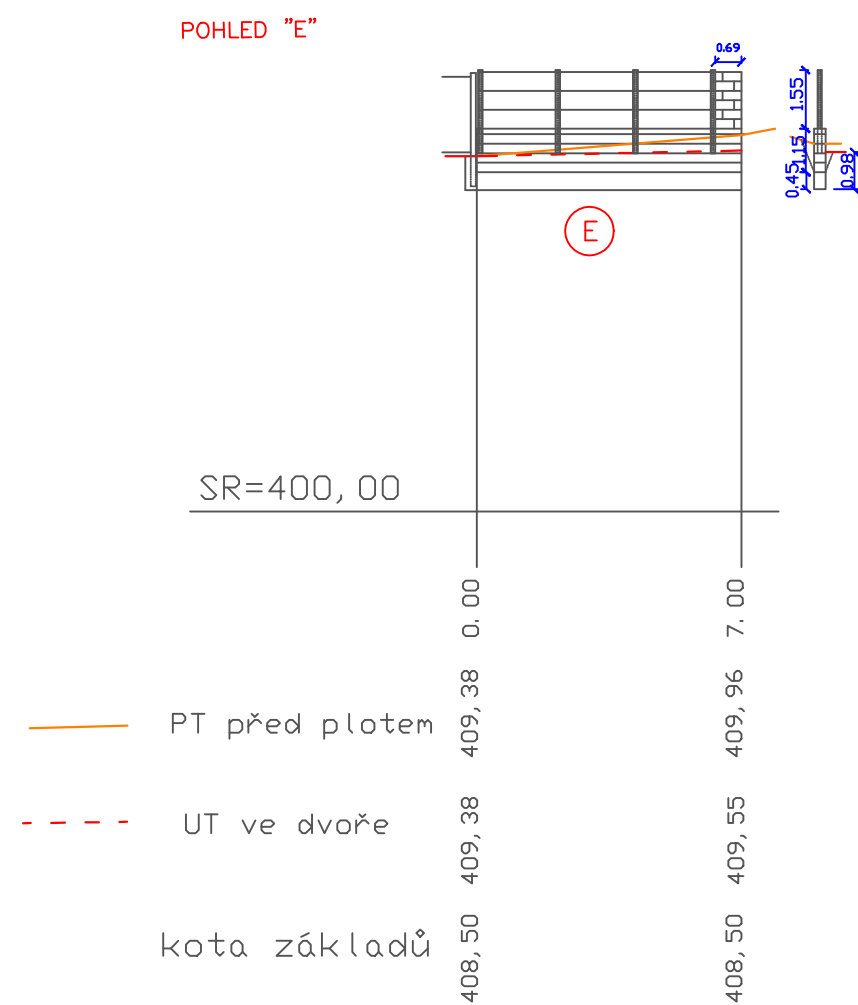 POHLED "E"
0.69
1.55
1.15
0.45
0.98
E
SR=400,00
0.00
7.00
PT před plotem
409,38
409,96
UT ve dvoře
409,38
409,55
kota základů
408,50
408,50